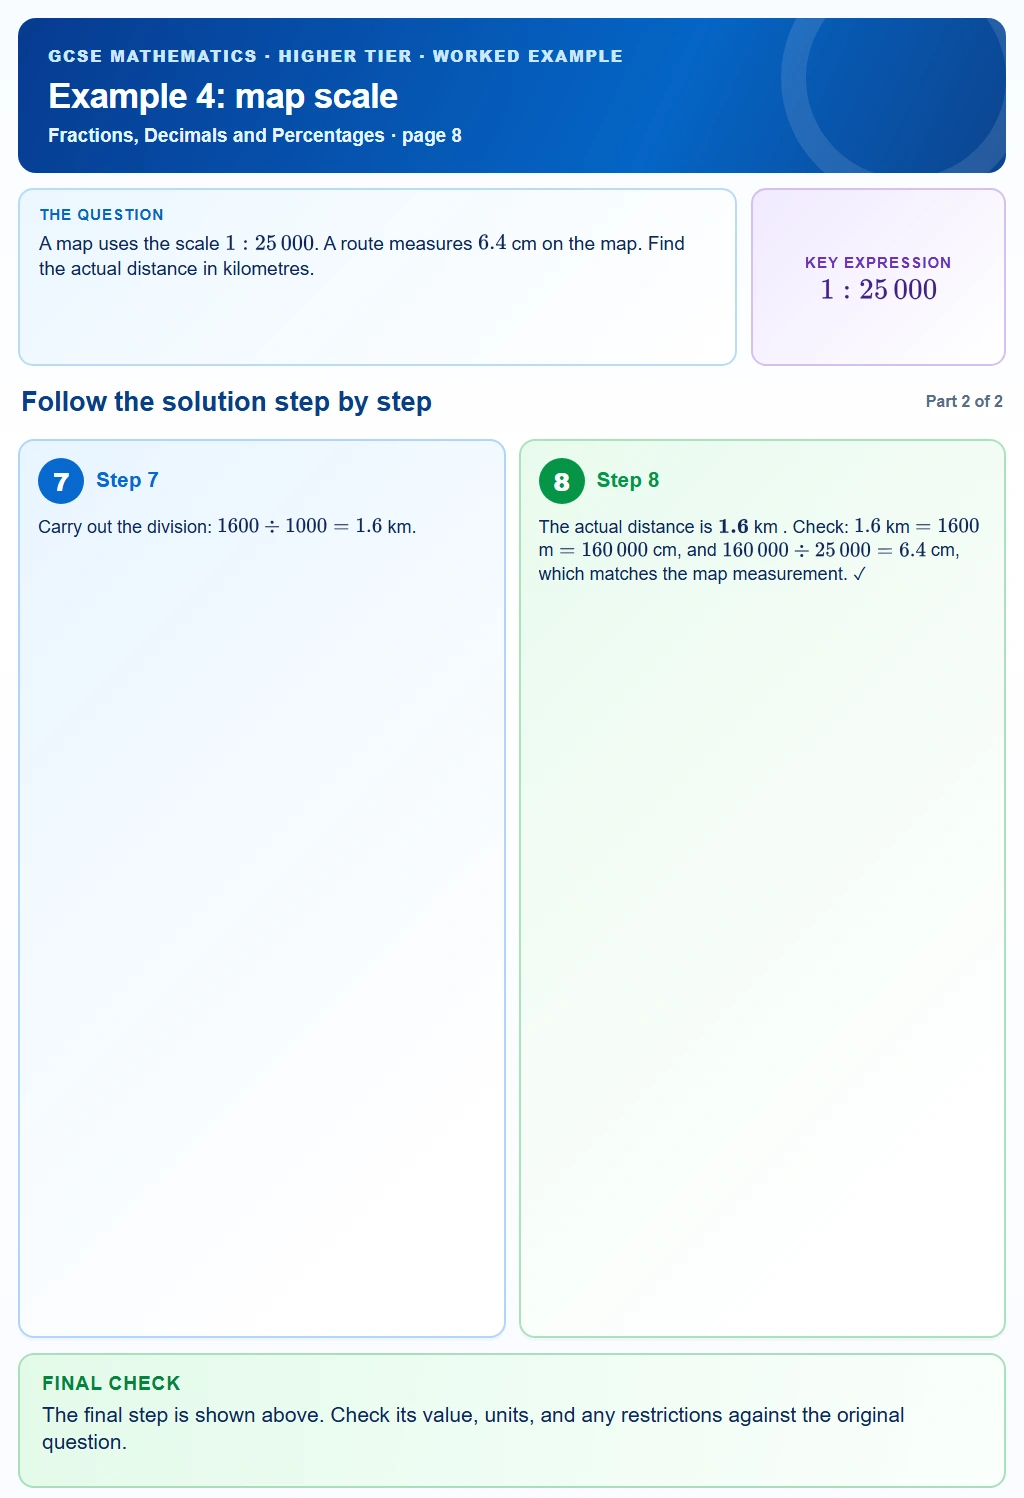 GCSE MATHEMATICS · HIGHER TIER · WORKED EXAMPLE
Example 4: map scale
Fractions, Decimals and Percentages · page 8
THE QUESTION
A map uses the scale 1 : 25 000. A route measures 6.4 cm on the map. Find
the actual distance in kilometres.
KEY EXPRESSION
1 : 25 000
Follow the solution step by step
Part 2 of 2
7 Step 7
Carry out the division: 1600 ÷ 1000 = 1.6 km.
8 Step 8
The actual distance is 1.6 km . Check: 1.6 km = 1600
m = 160 000 cm, and 160 000 ÷ 25 000 = 6.4 cm,
which matches the map measurement. ✓
FINAL CHECK
The final step is shown above. Check its value, units, and any restrictions against the original
question.